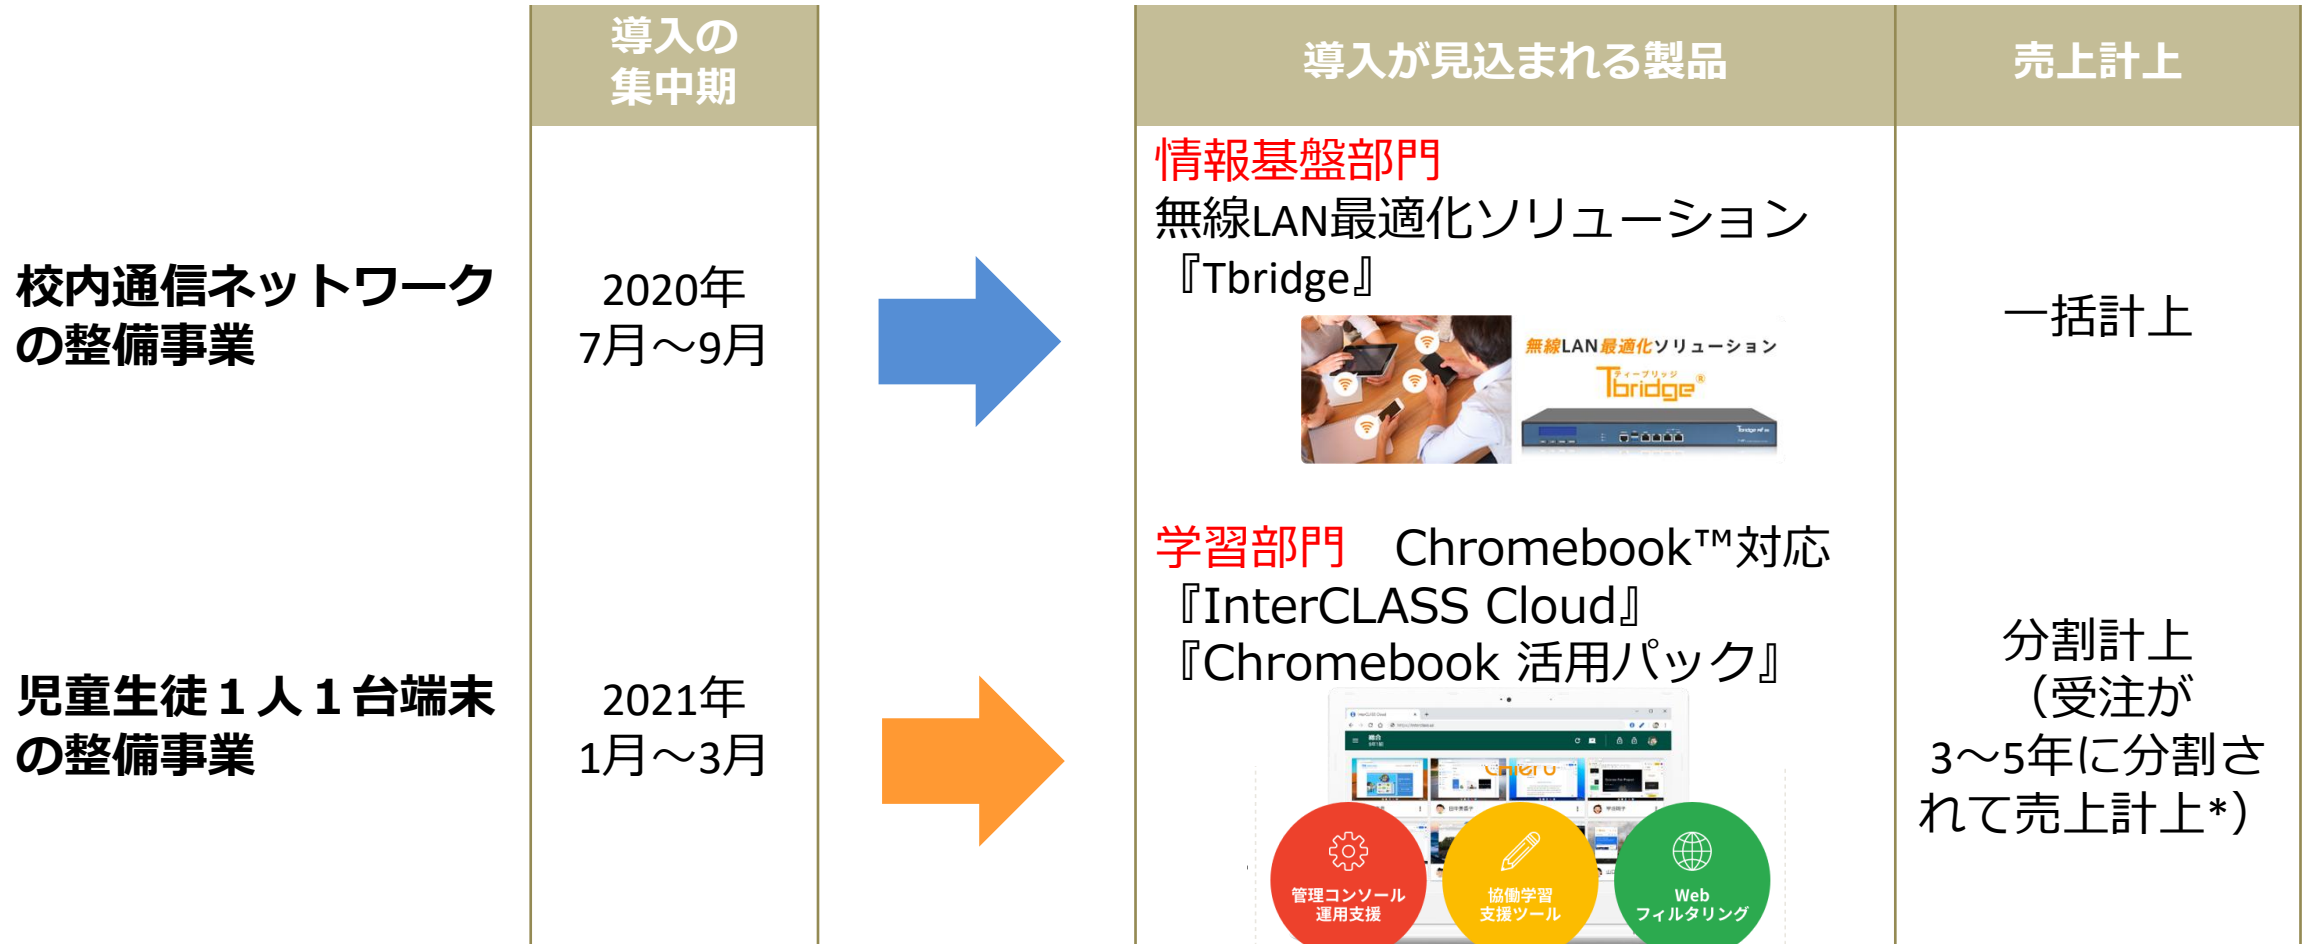 導入の
集中期
導入が見込まれる製品
売上計上
校内通信ネットワーク
の整備事業
2020年
7月～9月
情報基盤部門
無線LAN最適化ソリューション
『Tbridge』
無線LAN最適化ソリューション
ティーブリッジ
Tbridge®
一括計上
児童生徒１人１台端末
の整備事業
2021年
1月～3月
学習部門　Chromebook™対応
『InterCLASS Cloud』
『Chromebook 活用パック』
管理コンソール
運用支援
協働学習
支援ツール
Web
フィルタリング
分割計上
（受注が
3～5年に分割さ
れて売上計上*）